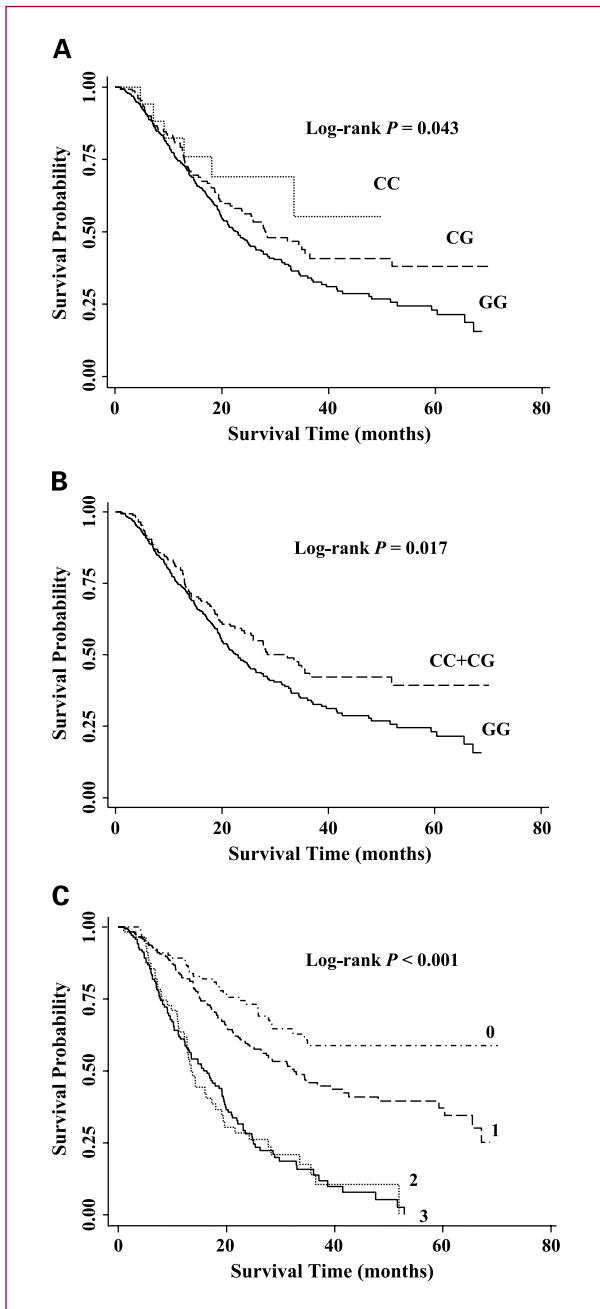 A
Log-rank P = 0.043
CC
CG
GG
Survival Probability
1.00
0.75
0.50
0.25
0.00
0 20 40 60 80
Survival Time (months)
B
Log-rank P = 0.017
CC+CG
GG
Survival Probability
1.00
0.75
0.50
0.25
0.00
0 20 40 60 80
Survival Time (months)
C
Log-rank P < 0.001
0
1
2
3
Survival Probability
1.00
0.75
0.50
0.25
0.00
0 20 40 60 80
Survival Time (months)